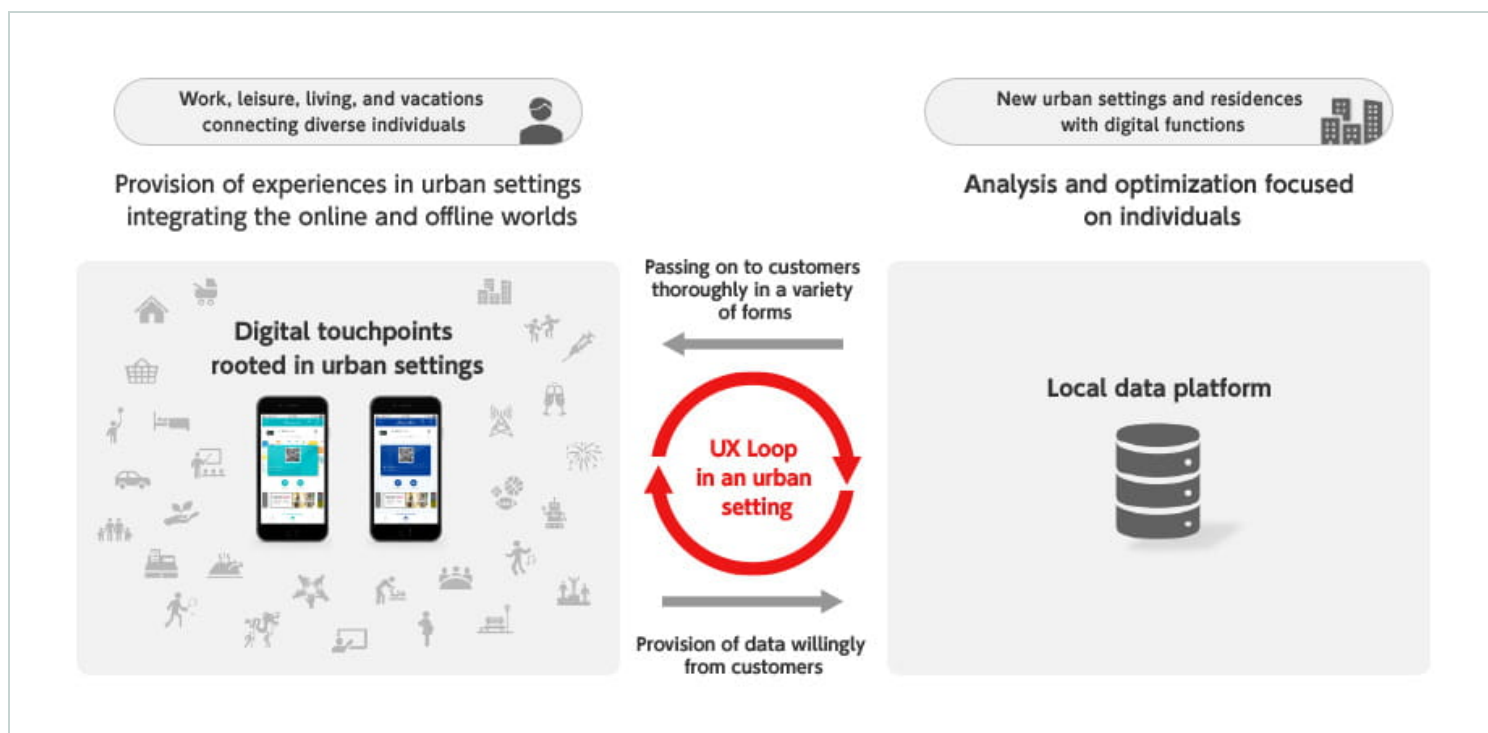 Work, leisure, living, and vacations
connecting diverse individuals
Provision of experiences in urban settings
integrating the online and offline worlds
Digital touchpoints
rooted in urban settings
Passing on to customers
thoroughly in a variety
of forms
UX Loop
in an urban
setting
Provision of data willingly
from customers
New urban settings and residences
with digital functions
Analysis and optimization focused
on individuals
Local data platform